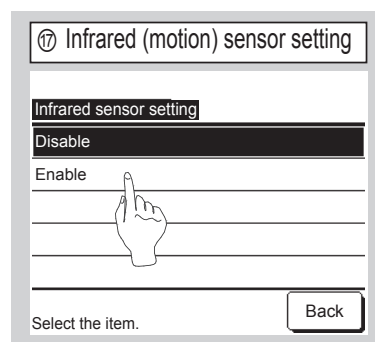 ⑰ Infrared (motion) sensor setting
Infrared sensor setting
Disable
Enable
Select the item.
Back